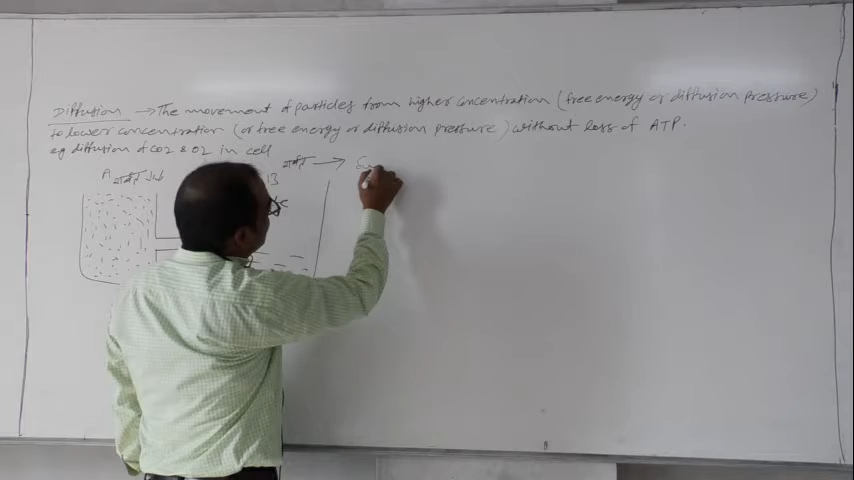 Diffusion → The movement of particles from higher concentration (free energy or diffusion pressure)
to lower concentration (or free energy or diffusion pressure) without loss of ATP.
eg diffusion of CO2 & O2 in cell
A B